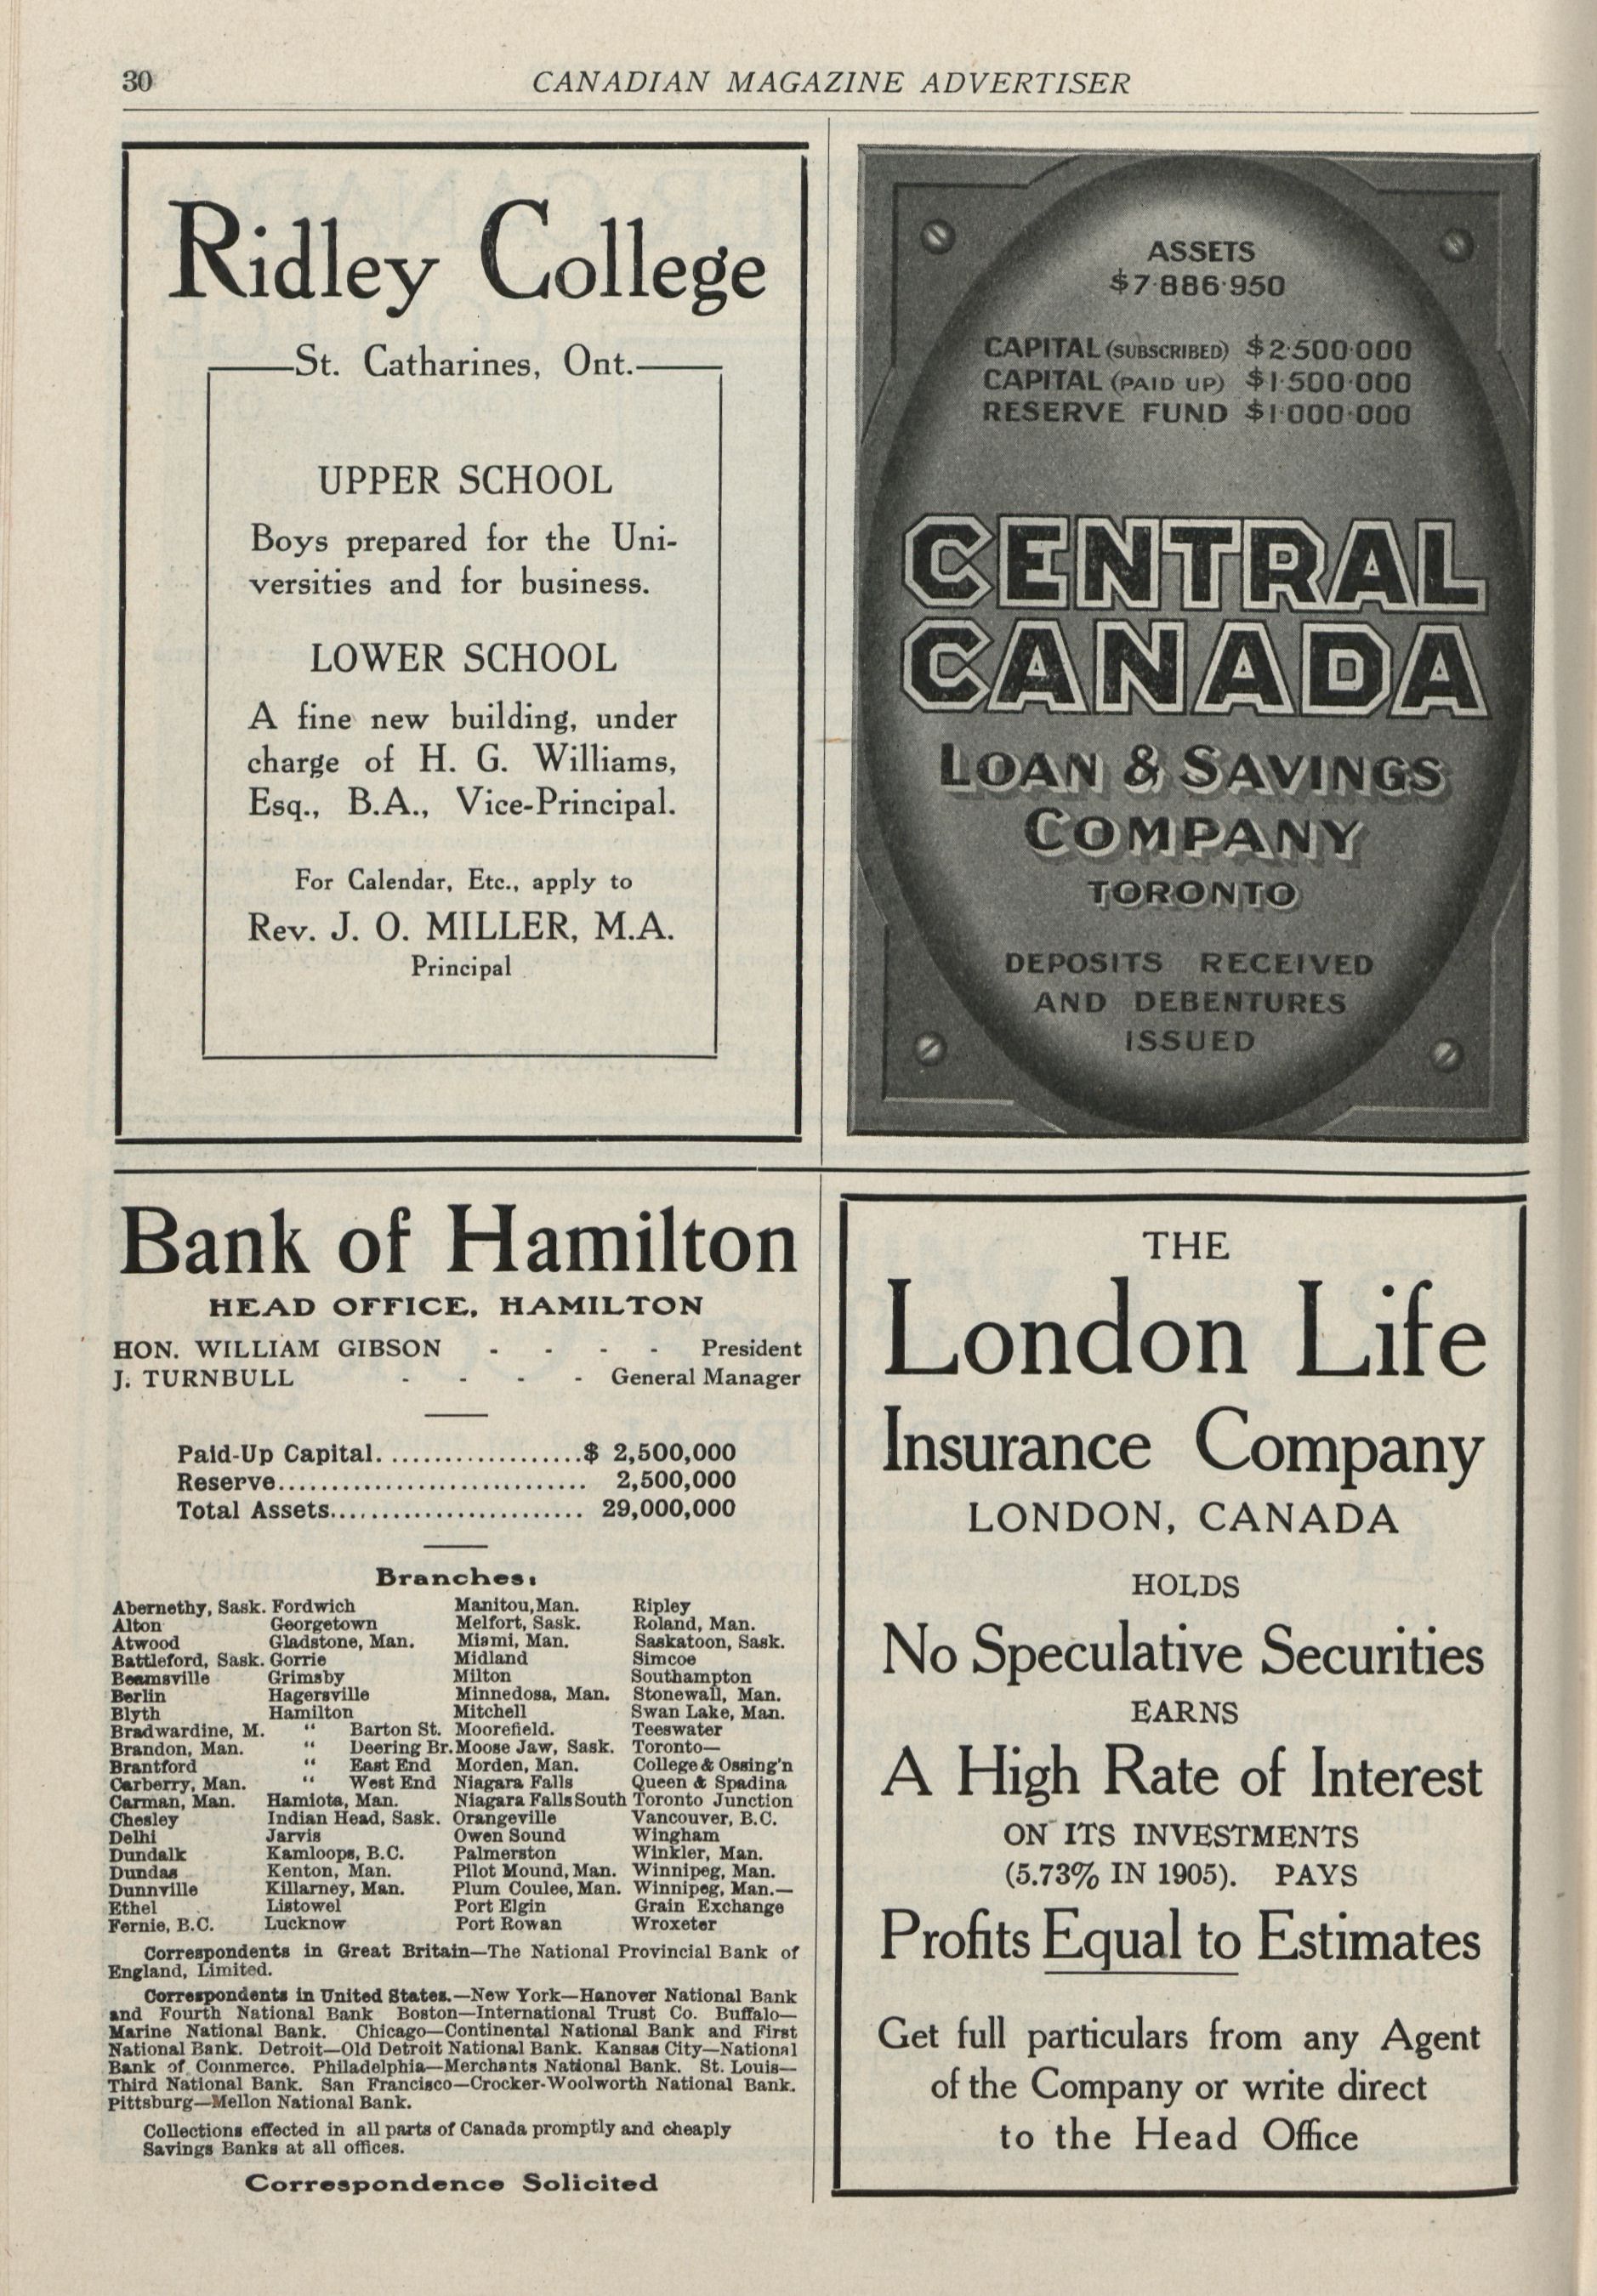 30
CANADIAN MAGAZINE ADVERTISER
Ridley College
St. Catharines, Ont.
UPPER SCHOOL
Boys prepared for the Uni-
versities and for business.
LOWER SCHOOL
A fine new building, under
charge of H. G. Williams,
Esq., B.A., Vice-Principal.
For Calendar, Etc., apply to
Rev. J. O. MILLER, M.A.
Principal
ASSETS
$7·886·950
CAPITAL (SUBSCRIBED) $2·500·000
CAPITAL (PAID UP) $1·500·000
RESERVE FUND $1·000·000
CENTRAL
CANADA
LOAN & SAVINGS
COMPANY
TORONTO
DEPOSITS RECEIVED
AND DEBENTURES
ISSUED
Bank of Hamilton
HEAD OFFICE, HAMILTON
HON. WILLIAM GIBSON - - - - President
J. TURNBULL - - - - General Manager
Paid-Up Capital. ...................$ 2,500,000
Reserve.............................. 2,500,000
Total Assets......................... 29,000,000
Branches:
Abernethy, Sask. Fordwich Manitou, Man. Ripley
Alton Georgetown Melfort, Sask. Roland, Man.
Atwood Gladstone, Man. Miami, Man. Saskatoon, Sask.
Battleford, Sask. Gorrie Midland Simcoe
Beamsville Grimsby Milton Southampton
Berlin Hagersville Minnedosa, Man. Stonewall, Man.
Blyth Hamilton Mitchell Swan Lake, Man.
Bradwardine, M. " Barton St. Moorefield. Teeswater
Brandon, Man. " Deering Br. Moose Jaw, Sask. Toronto—
Brantford " East End Morden, Man. College & Ossing'n
Carberry, Man. " West End Niagara Falls Queen & Spadina
Carman, Man. Hamiota, Man. Niagara Falls South Toronto Junction
Chesley Indian Head, Sask. Orangeville Vancouver, B.C.
Delhi Jarvis Owen Sound Wingham
Dundalk Kamloops, B.C. Palmerston Winkler, Man.
Dundas Kenton, Man. Pilot Mound, Man. Winnipeg, Man.
Dunnville Killarney, Man. Plum Coulee, Man. Winnipeg, Man.—
Ethel Listowel Port Elgin Grain Exchange
Fernie, B.C. Lucknow Port Rowan Wroxeter
Correspondents in Great Britain—The National Provincial Bank of
England, Limited.
Correspondents in United States.—New York—Hanover National Bank
and Fourth National Bank Boston—International Trust Co. Buffalo—
Marine National Bank. Chicago—Continental National Bank and First
National Bank. Detroit—Old Detroit National Bank. Kansas City—National
Bank of Commerce. Philadelphia—Merchants National Bank. St. Louis—
Third National Bank. San Francisco—Crocker-Woolworth National Bank.
Pittsburg—Mellon National Bank.
Collections effected in all parts of Canada promptly and cheaply
Savings Banks at all offices.
Correspondence Solicited
THE
London Life
Insurance Company
LONDON, CANADA
HOLDS
No Speculative Securities
EARNS
A High Rate of Interest
ON ITS INVESTMENTS
(5.73% IN 1905). PAYS
Profits Equal to Estimates
Get full particulars from any Agent
of the Company or write direct
to the Head Office